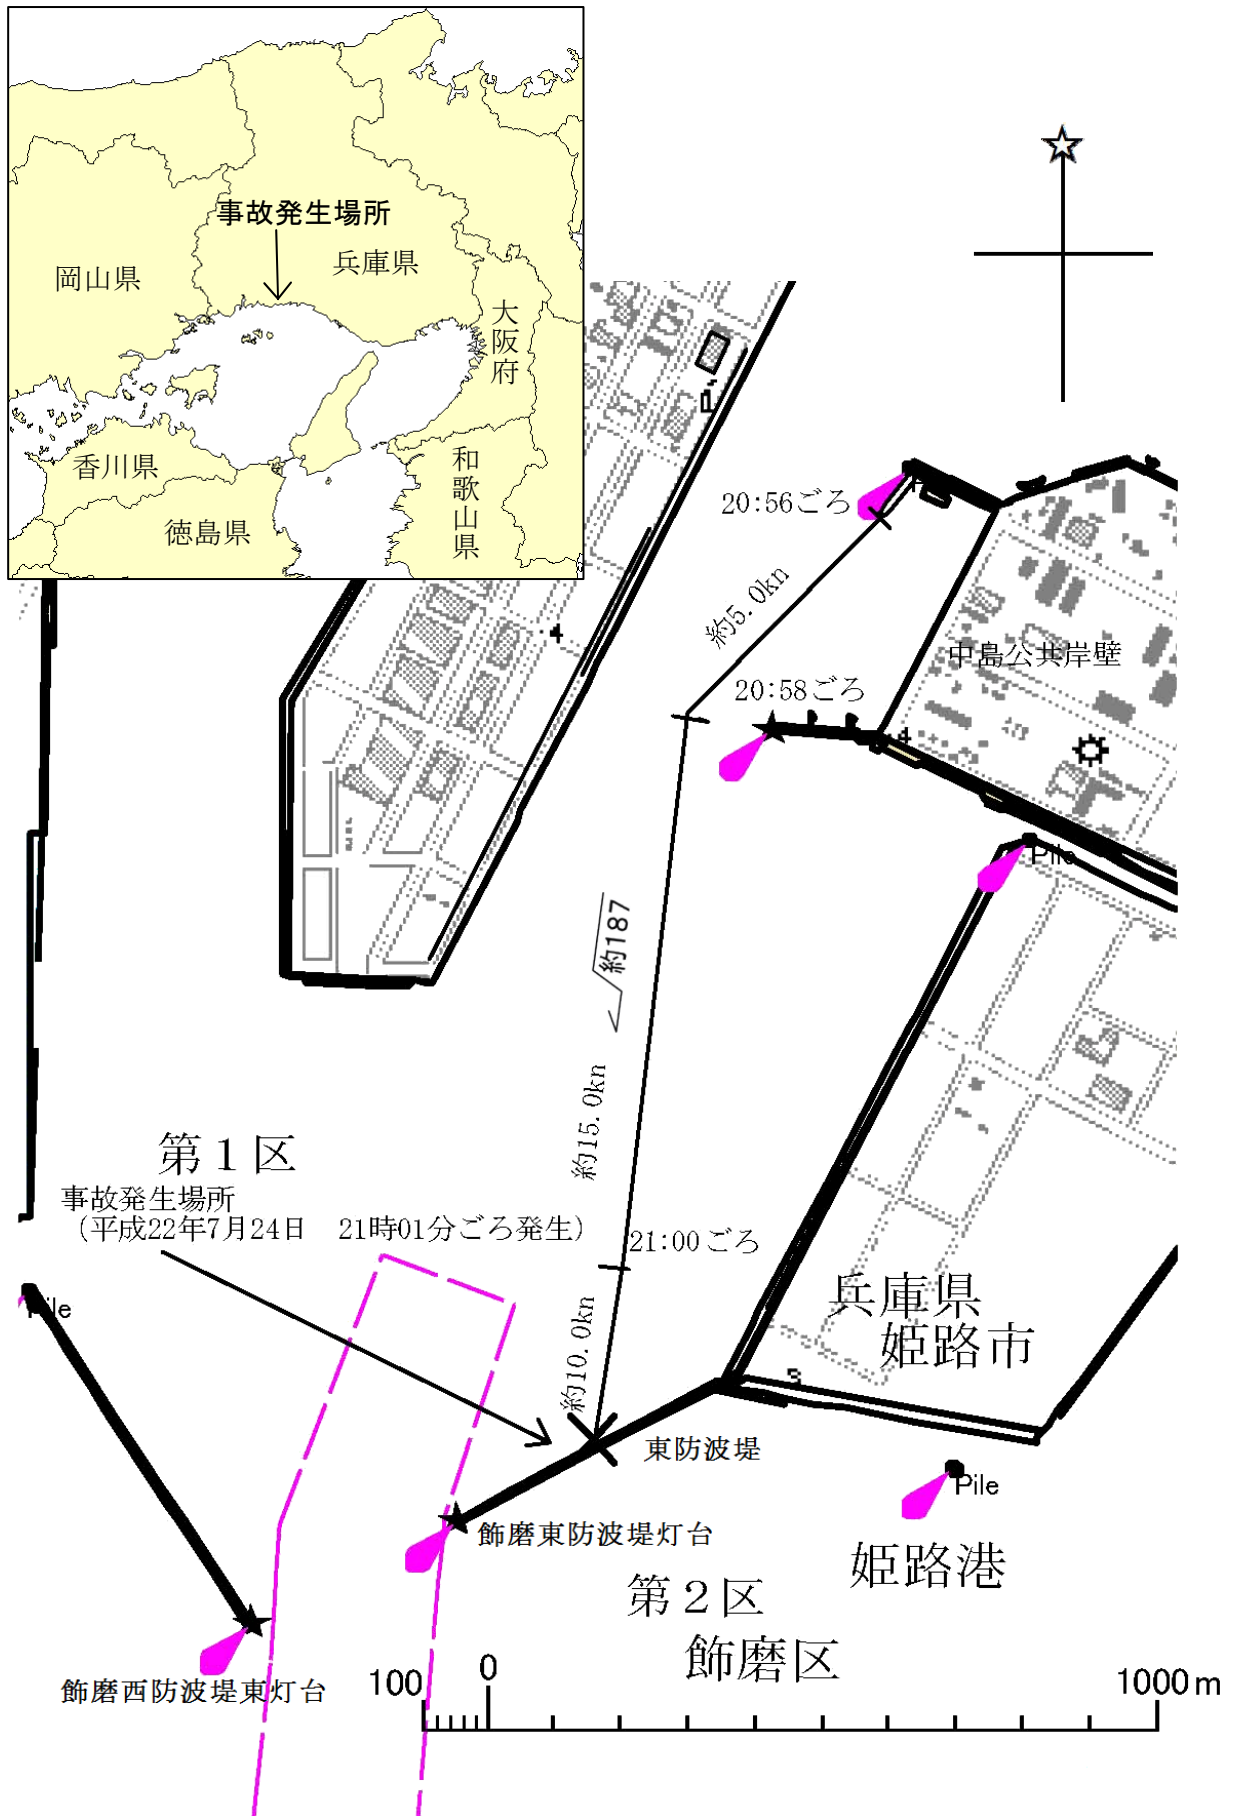 事故発生場所
兵庫県
岡山県
大阪府
香川県
和歌山県
徳島県
20:56ごろ
約5.0kn
4
中島公共岸壁
20:58ごろ
4
Pile
約187
約15.0kn
第1区
事故発生場所
（平成22年7月24日 21時01分ごろ発生）
21:00ごろ
Pile
兵庫県
姫路市
約10.0kn
3
東防波堤
Pile
飾磨東防波堤灯台
姫路港
第2区
飾磨区
飾磨西防波堤東灯台
100 0 1000m